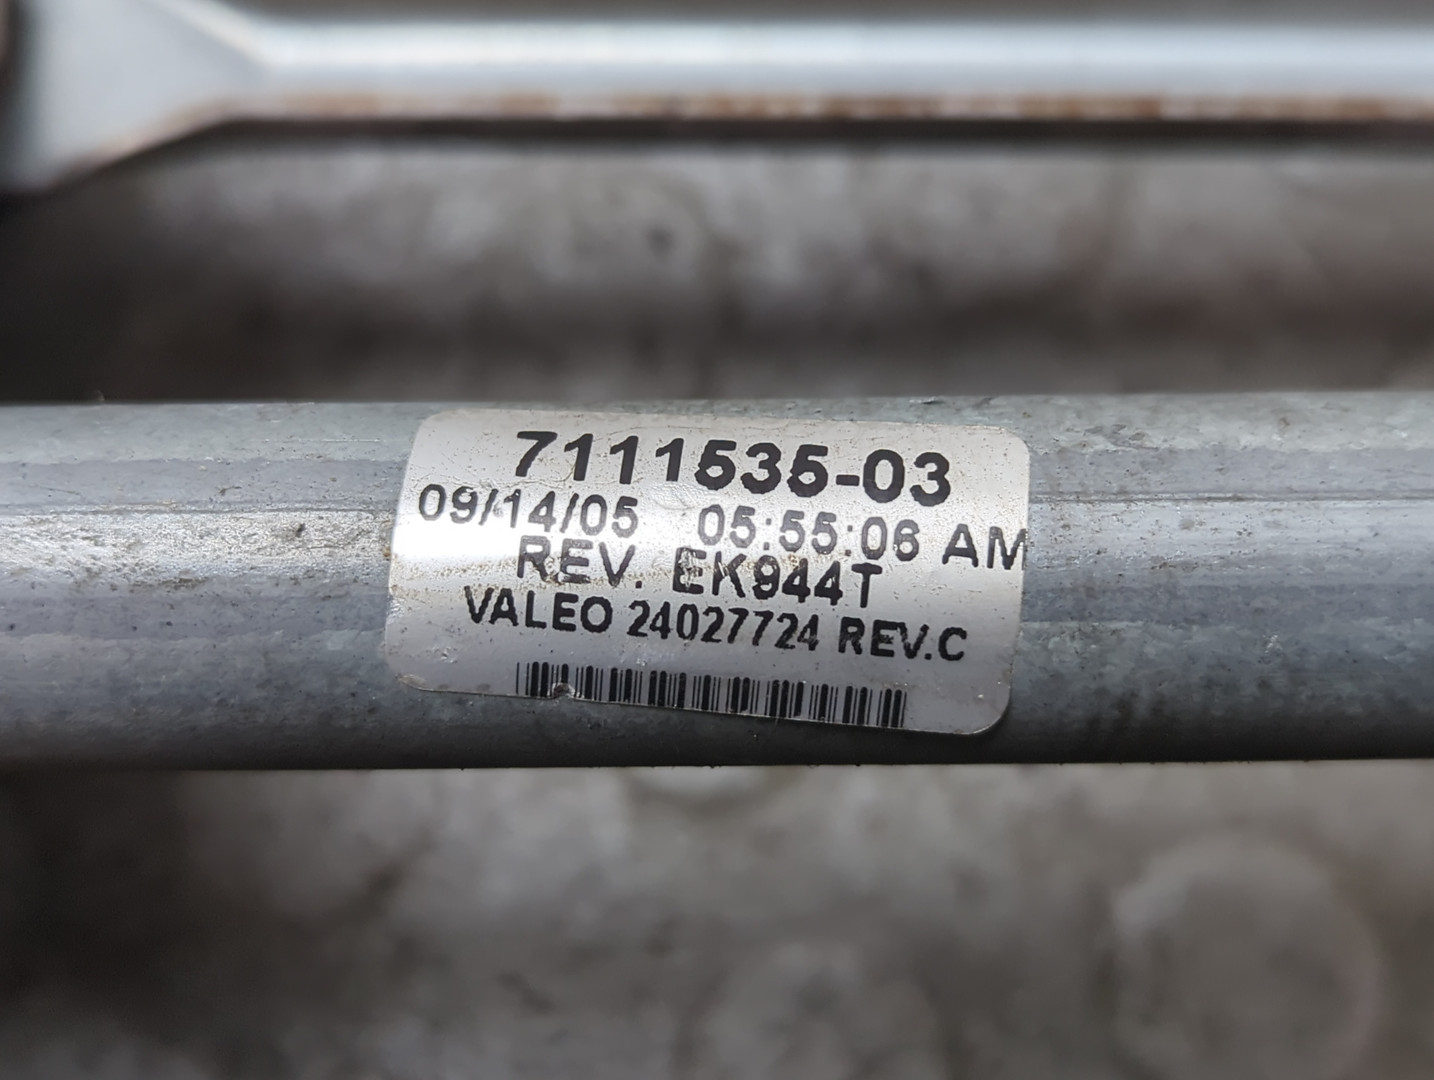 7111535-03
09/14/05 05:55:06 AM
REV. EK944T
VALEO 24027724 REV.C